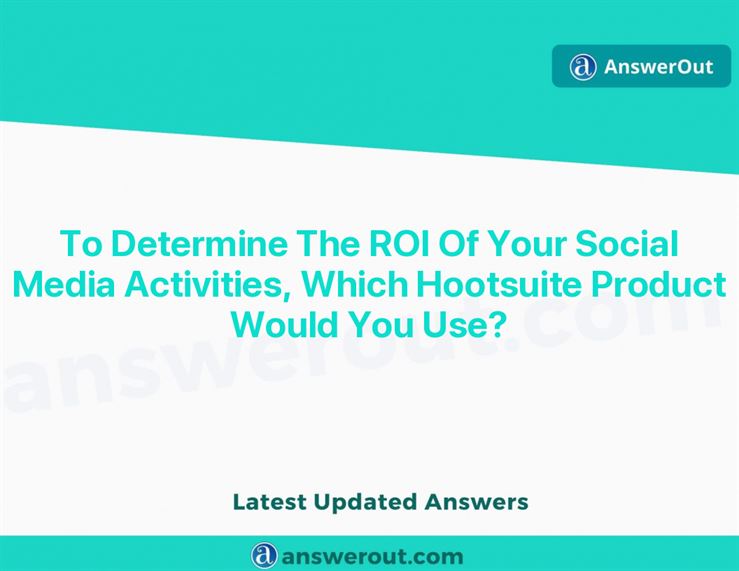 a AnswerOut
To Determine The ROI Of Your Social
Media Activities, Which Hootsuite Product
Would You Use?
answerout.com
Latest Updated Answers
a answerout.com